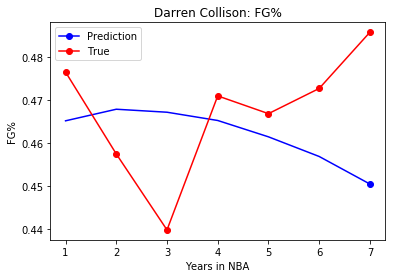 Darren Collison: FG%
Prediction
True
FG%
0.48
0.47
0.46
0.45
0.44
1 2 3 4 5 6 7
Years in NBA